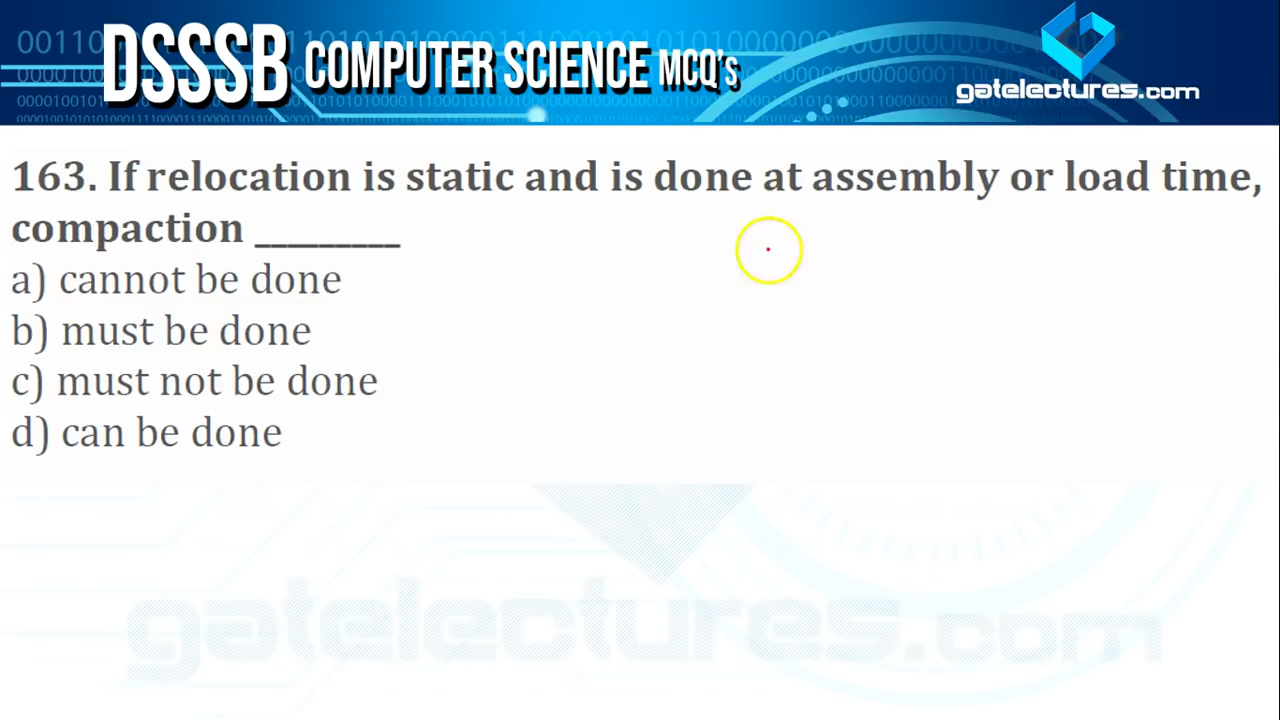 DSSSB COMPUTER SCIENCE MCQ's
gatelectures.com
163. If relocation is static and is done at assembly or load time,
compaction _________
a) cannot be done
b) must be done
c) must not be done
d) can be done
gatelectures.com